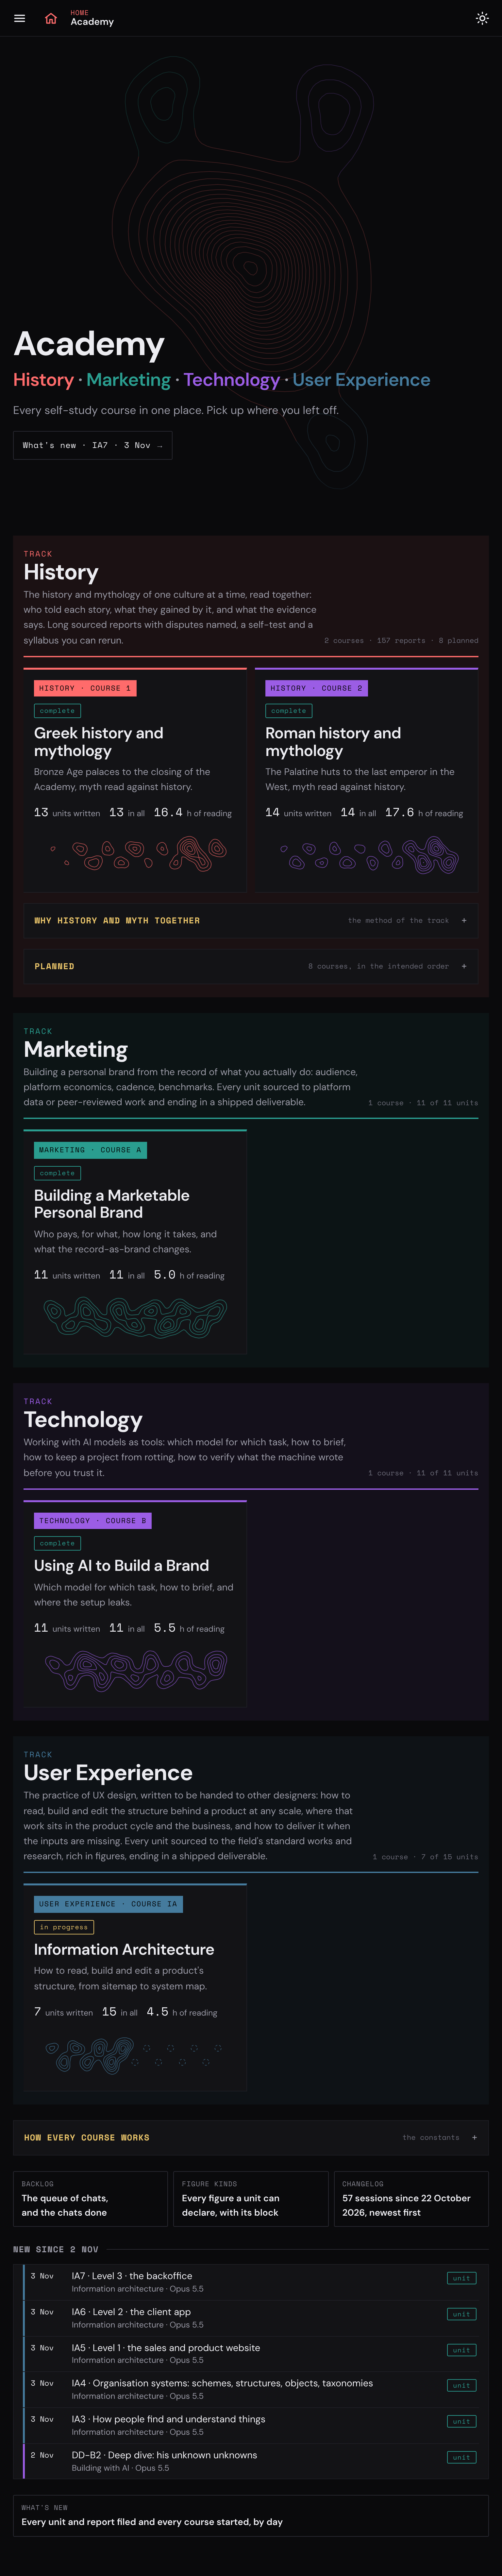 HOME
Academy
Academy
History · Marketing · Technology · User Experience
Every self-study course in one place. Pick up where you left off.
What's new · IA7 · 3 Nov →
TRACK
History
The history and mythology of one culture at a time, read together:
who told each story, what they gained by it, and what the evidence
says. Long sourced reports with disputes named, a self-test and a
syllabus you can rerun.
2 courses · 157 reports · 8 planned
HISTORY · COURSE 1
complete
Greek history and
mythology
Bronze Age palaces to the closing of the
Academy, myth read against history.
13 units written 13 in all 16.4 h of reading
HISTORY · COURSE 2
complete
Roman history and
mythology
The Palatine huts to the last emperor in the
West, myth read against history.
14 units written 14 in all 17.6 h of reading
WHY HISTORY AND MYTH TOGETHER
the method of the track +
PLANNED
8 courses, in the intended order +
TRACK
Marketing
Building a personal brand from the record of what you actually do: audience,
platform economics, cadence, benchmarks. Every unit sourced to platform
data or peer-reviewed work and ending in a shipped deliverable.
1 course · 11 of 11 units
MARKETING · COURSE A
complete
Building a Marketable
Personal Brand
Who pays, for what, how long it takes, and
what the record-as-brand changes.
11 units written 11 in all 5.0 h of reading
TRACK
Technology
Working with AI models as tools: which model for which task, how to brief,
how to keep a project from rotting, how to verify what the machine wrote
before you trust it.
1 course · 11 of 11 units
TECHNOLOGY · COURSE B
complete
Using AI to Build a Brand
Which model for which task, how to brief, and
where the setup leaks.
11 units written 11 in all 5.5 h of reading
TRACK
User Experience
The practice of UX design, written to be handed to other designers: how to
read, build and edit the structure behind a product at any scale, where that
work sits in the product cycle and the business, and how to deliver it when
the inputs are missing. Every unit sourced to the field's standard works and
research, rich in figures, ending in a shipped deliverable.
1 course · 7 of 15 units
USER EXPERIENCE · COURSE IA
in progress
Information Architecture
How to read, build and edit a product's
structure, from sitemap to system map.
7 units written 15 in all 4.5 h of reading
HOW EVERY COURSE WORKS
the constants +
BACKLOG
The queue of chats,
and the chats done
FIGURE KINDS
Every figure a unit can
declare, with its block
CHANGELOG
57 sessions since 22 October
2026, newest first
NEW SINCE 2 NOV
3 Nov IA7 · Level 3 · the backoffice unit
Information architecture · Opus 5.5
3 Nov IA6 · Level 2 · the client app unit
Information architecture · Opus 5.5
3 Nov IA5 · Level 1 · the sales and product website unit
Information architecture · Opus 5.5
3 Nov IA4 · Organisation systems: schemes, structures, objects, taxonomies unit
Information architecture · Opus 5.5
3 Nov IA3 · How people find and understand things unit
Information architecture · Opus 5.5
2 Nov DD-B2 · Deep dive: his unknown unknowns unit
Building with AI · Opus 5.5
WHAT'S NEW
Every unit and report filed and every course started, by day